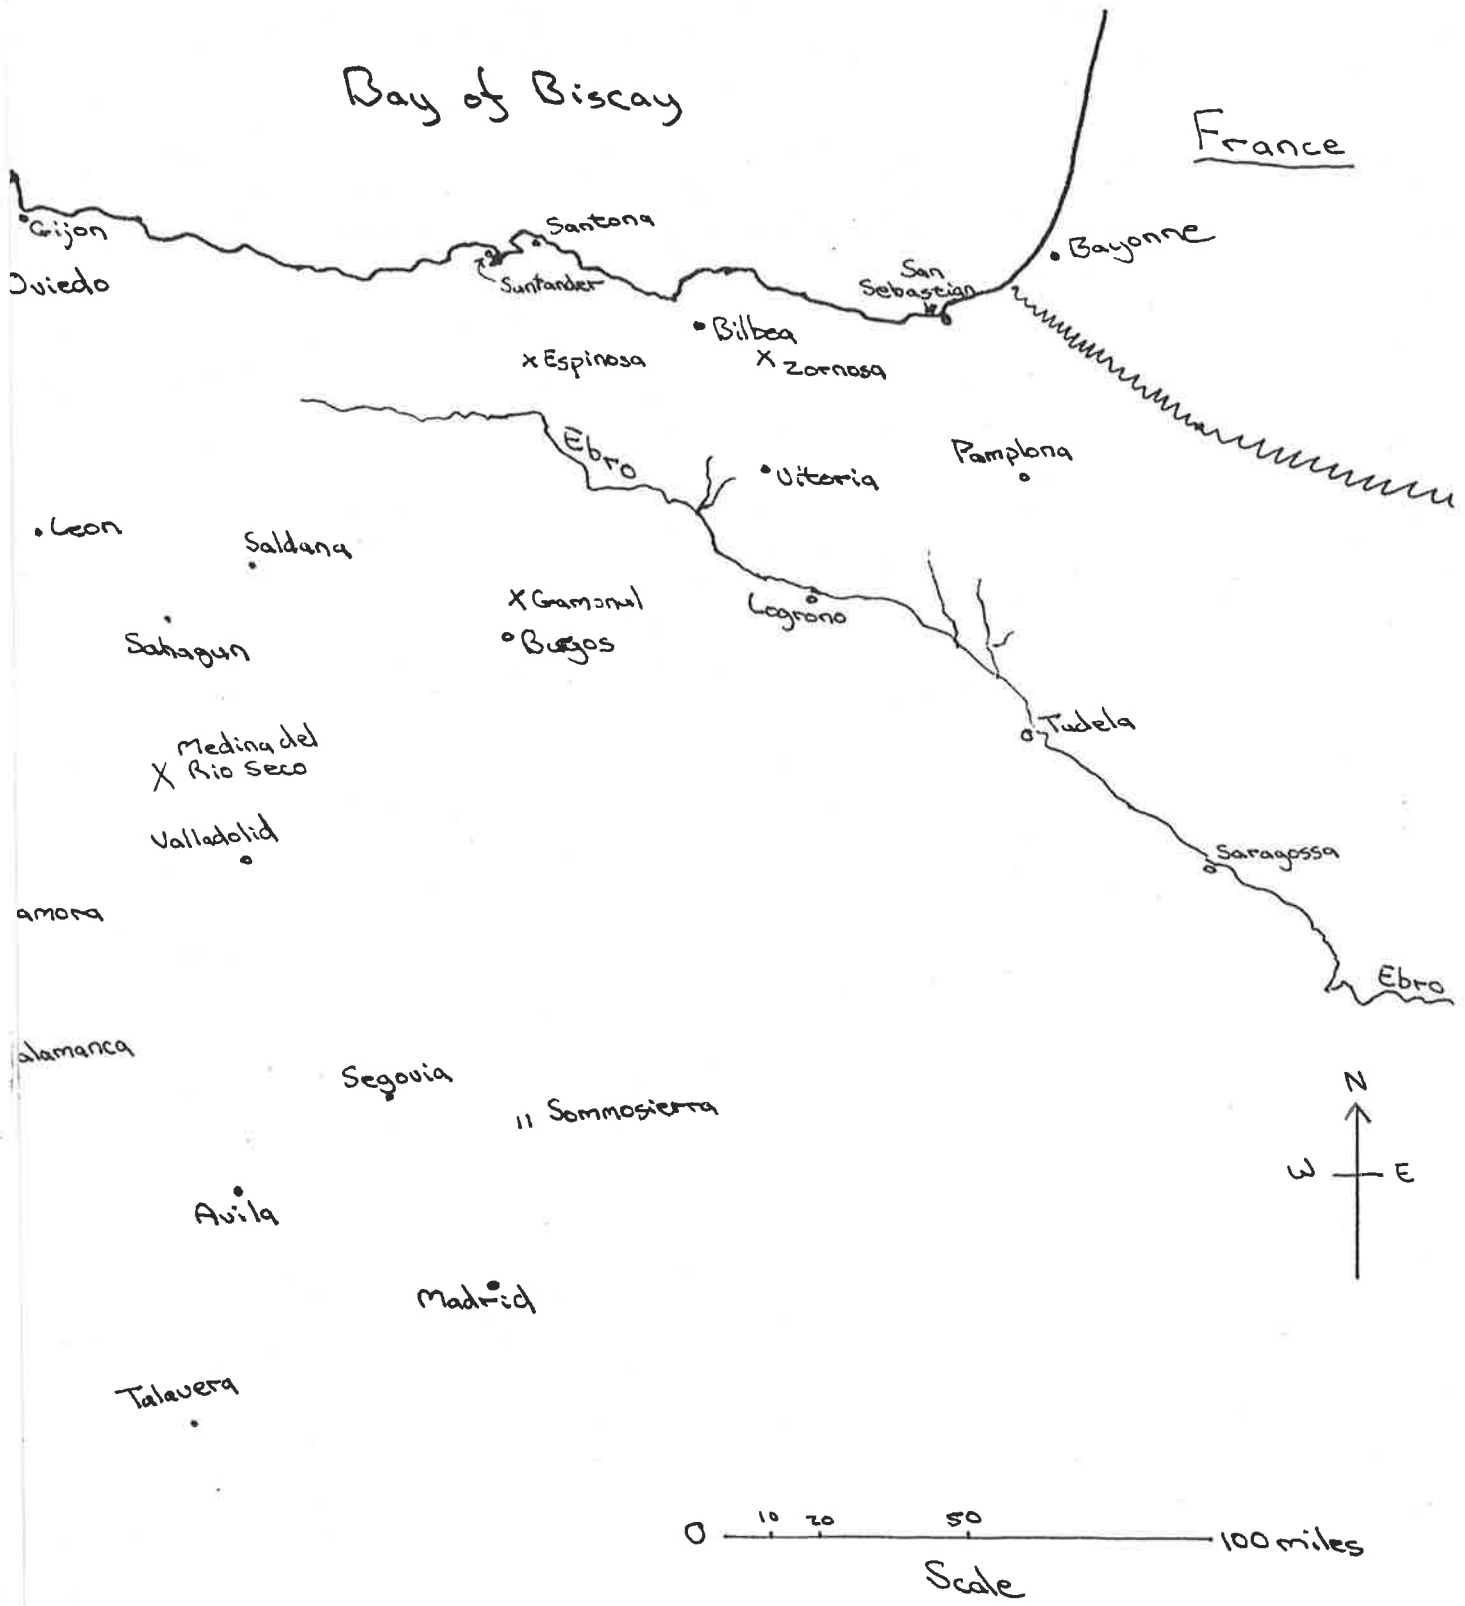 Bay of Biscay
France
Gijon
Santona
Bayonne
Oviedo
Suntander
San
Sebastian
Bilbea
X Espinosa
X Zornosa
Ebro
Vitoria
Pamplona
Leon
Saldana
X Gamonul
Logrono
Sahagun
Burgos
Tudela
Medina del
X Rio Seco
Valladolid
Saragossa
amora
Ebro
alamanca
Segovia
Sommosierra
N
W E
Avila
Madrid
Talavera
0 10 20 50 100 miles
Scale